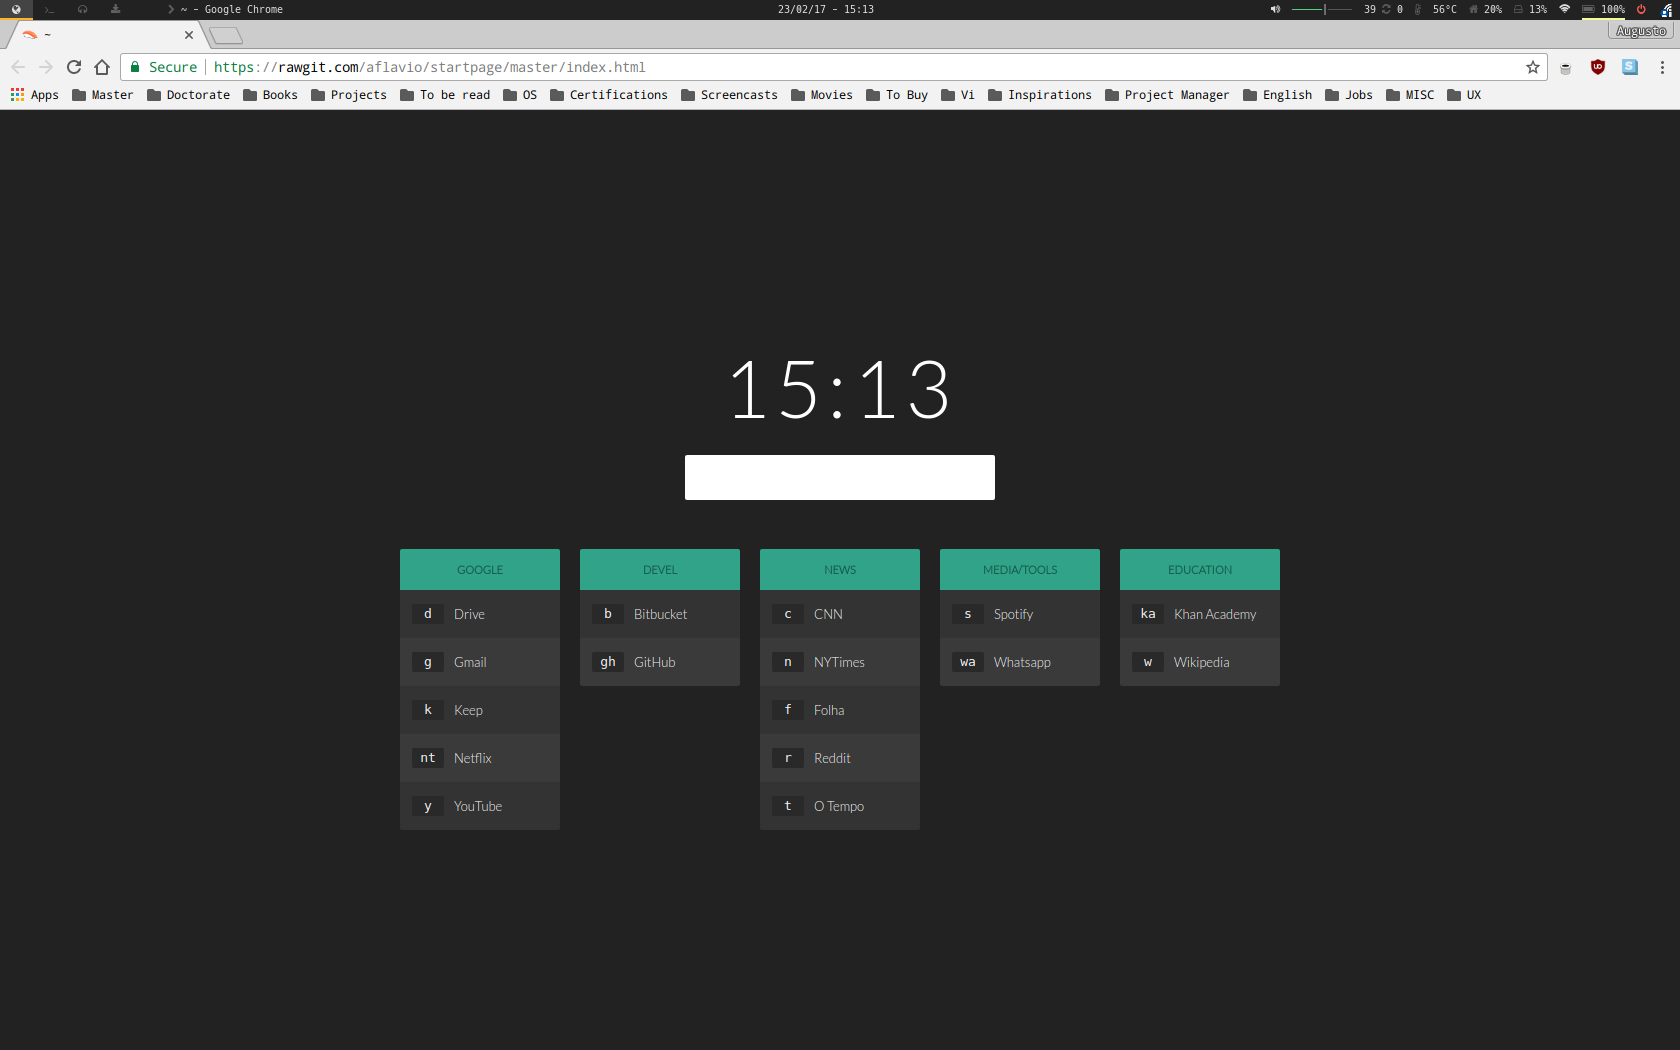 ~ - Google Chrome 23/02/17 - 15:13 39 0 56°C 20% 13% 100%
~ Augusto
Secure https://rawgit.com/aflavio/startpage/master/index.html
Apps Master Doctorate Books Projects To be read OS Certifications Screencasts Movies To Buy Vi Inspirations Project Manager English Jobs MISC UX
15:13
GOOGLE DEVEL NEWS MEDIA/TOOLS EDUCATION
d Drive b Bitbucket c CNN s Spotify ka Khan Academy
g Gmail gh GitHub n NYTimes wa Whatsapp w Wikipedia
k Keep f Folha
nt Netflix r Reddit
y YouTube t O Tempo